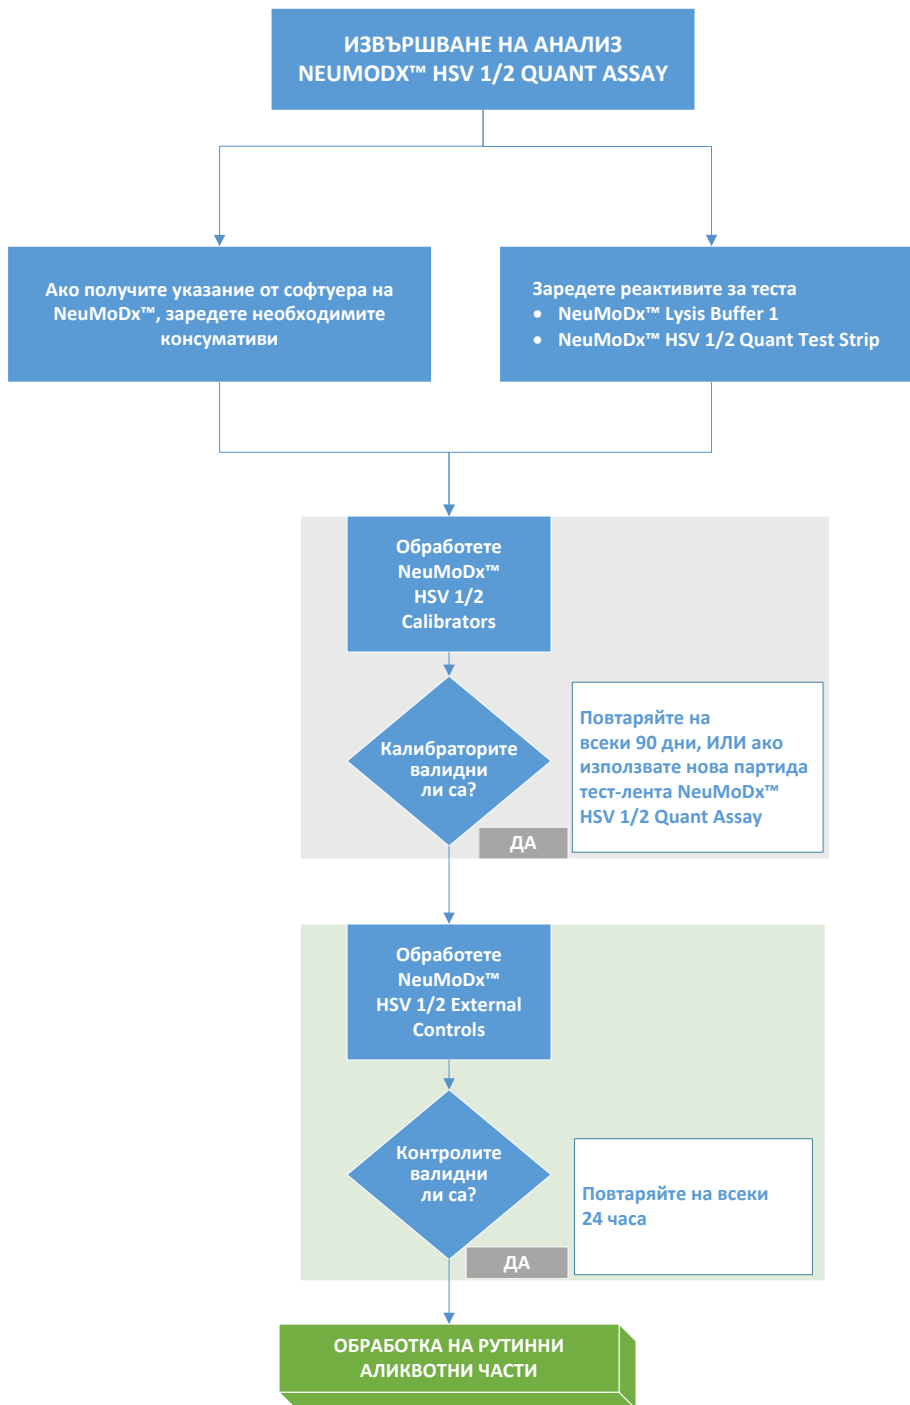 ИЗВЪРШВАНЕ НА АНАЛИЗ
NEUMODX™ HSV 1/2 QUANT ASSAY
Ако получите указание от софтуера на
NeuMoDx™, заредете необходимите
консумативи
Заредете реактивите за теста
• NeuMoDx™ Lysis Buffer 1
• NeuMoDx™ HSV 1/2 Quant Test Strip
Обработете
NeuMoDx™
HSV 1/2
Calibrators
Калибраторите
валидни
ли са?
Повтаряйте на
всеки 90 дни, ИЛИ ако
използвате нова партида
тест-лента NeuMoDx™
HSV 1/2 Quant Assay
ДА
Обработете
NeuMoDx™
HSV 1/2 External
Controls
Контролите
валидни
ли са?
Повтаряйте на всеки
24 часа
ДА
ОБРАБОТКА НА РУТИННИ
АЛИКВОТНИ ЧАСТИ